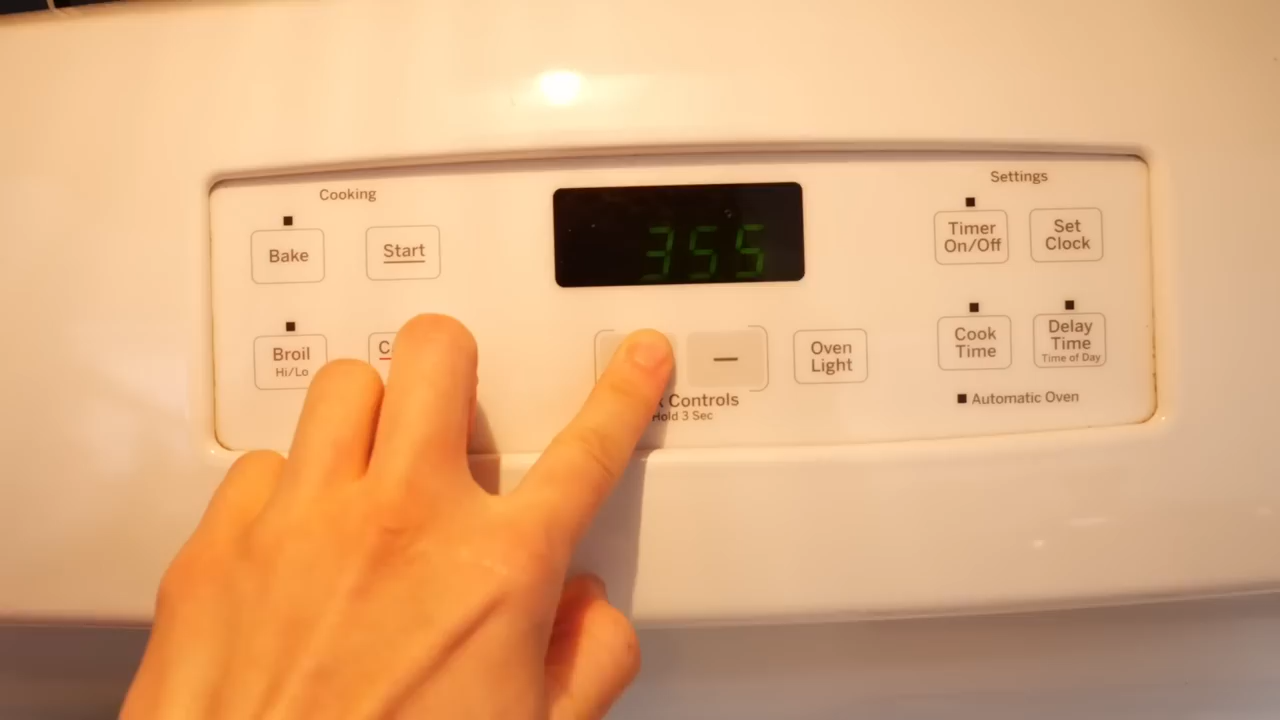 Cooking
Bake
Start
Broil
Hi/Lo
355
—
Controls
Hold 3 Sec
Oven
Light
Settings
Timer
On/Off
Set
Clock
Cook
Time
Delay
Time
Time of Day
Automatic Oven